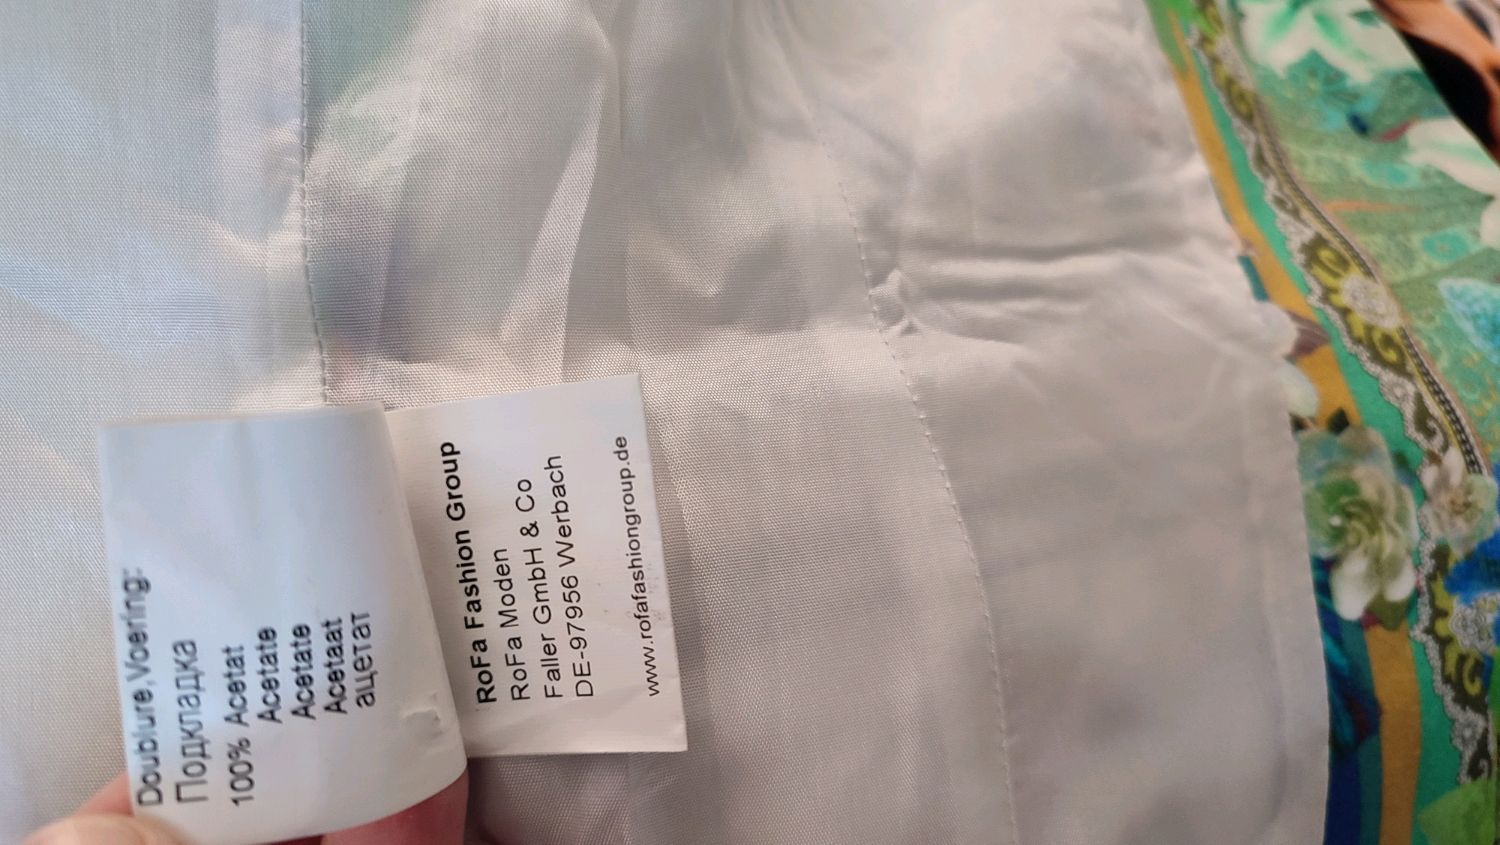 Doublure,Voering:
Подкладка
100% Acetat
Acetate
Acetate
Acetaat
ацетат
RoFa Fashion Group
RoFa Moden
Faller GmbH & Co
DE-97956 Werbach
www.rofafashiongroup.de